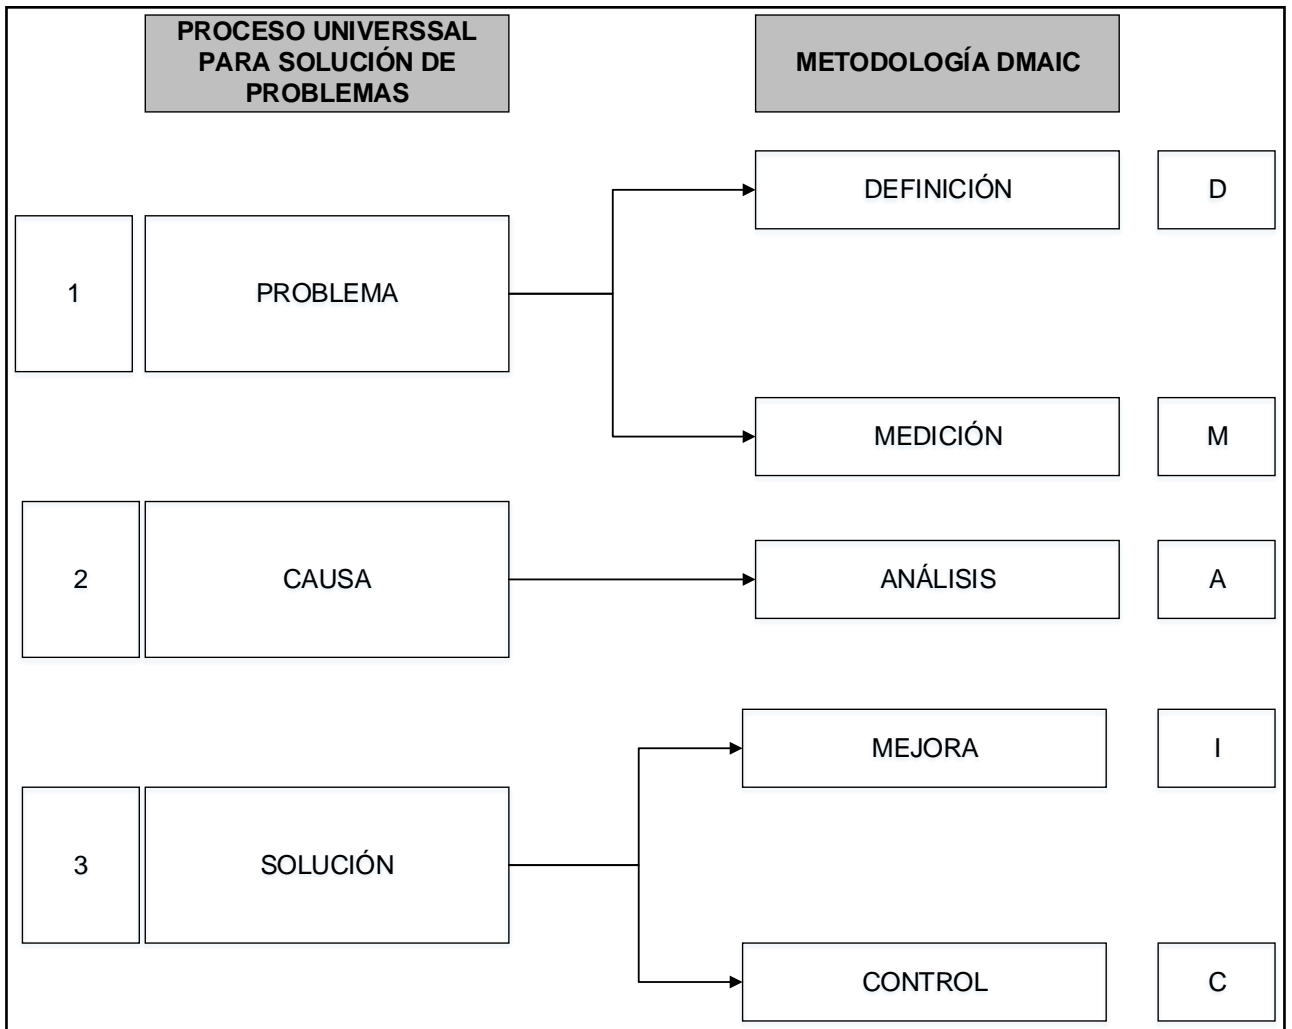 PROCESO UNIVERSSAL
PARA SOLUCIÓN DE
PROBLEMAS
METODOLOGÍA DMAIC
DEFINICIÓN
D
1
PROBLEMA
MEDICIÓN
M
2
CAUSA
ANÁLISIS
A
MEJORA
I
3
SOLUCIÓN
CONTROL
C